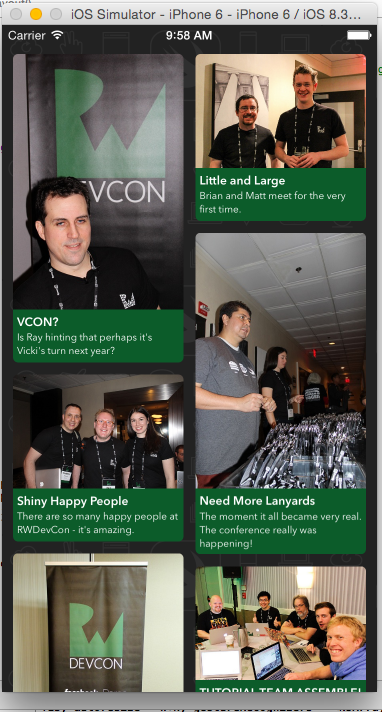 iOS Simulator - iPhone 6 - iPhone 6 / iOS 8.3...
Carrier
9:58 AM
RW
DEVCON
VCON?
Is Ray hinting that perhaps it's
Vicki's turn next year?
Little and Large
Brian and Matt meet for the very
first time.
Shiny Happy People
There are so many happy people at
RWDevCon - it's amazing.
Need More Lanyards
The moment it all became very real.
The conference really was
happening!
RW
DEVCON
TUTORIAL TEAM ASSEMBLE!